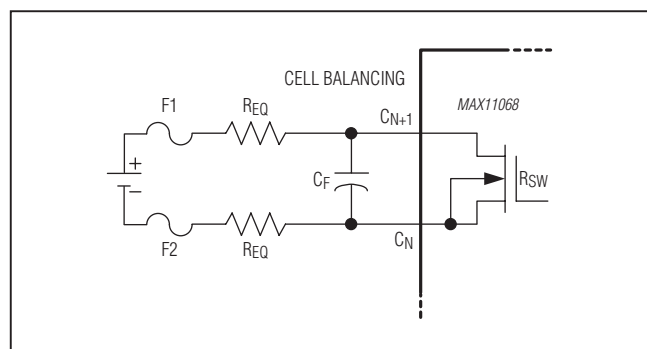 CELL BALANCING
F1
REQ
CN+1
MAX11068
+
CF
RSW
−
F2
REQ
CN